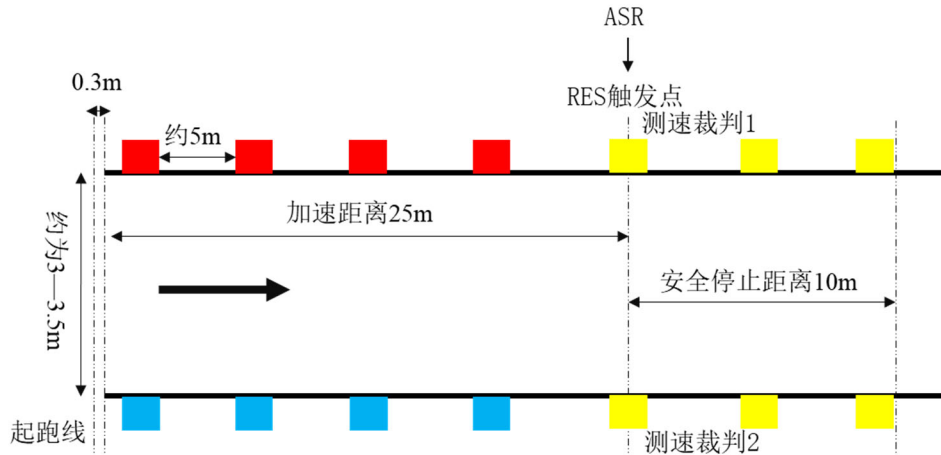 ASR
0.3m
RES触发点
测速裁判1
约5m
加速距离25m
约为3—3.5m
安全停止距离10m
起跑线
测速裁判2